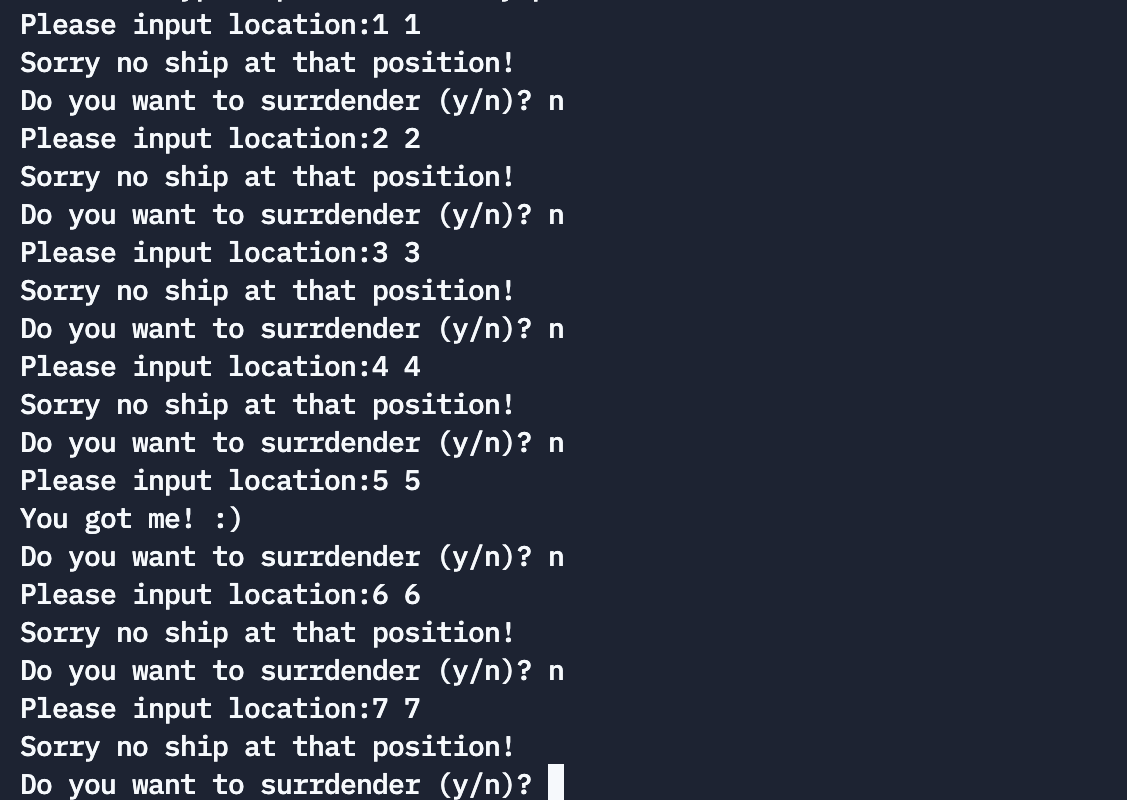 Please input location:1 1
Sorry no ship at that position!
Do you want to surrdender (y/n)? n
Please input location:2 2
Sorry no ship at that position!
Do you want to surrdender (y/n)? n
Please input location:3 3
Sorry no ship at that position!
Do you want to surrdender (y/n)? n
Please input location:4 4
Sorry no ship at that position!
Do you want to surrdender (y/n)? n
Please input location:5 5
You got me! :)
Do you want to surrdender (y/n)? n
Please input location:6 6
Sorry no ship at that position!
Do you want to surrdender (y/n)? n
Please input location:7 7
Sorry no ship at that position!
Do you want to surrdender (y/n)?